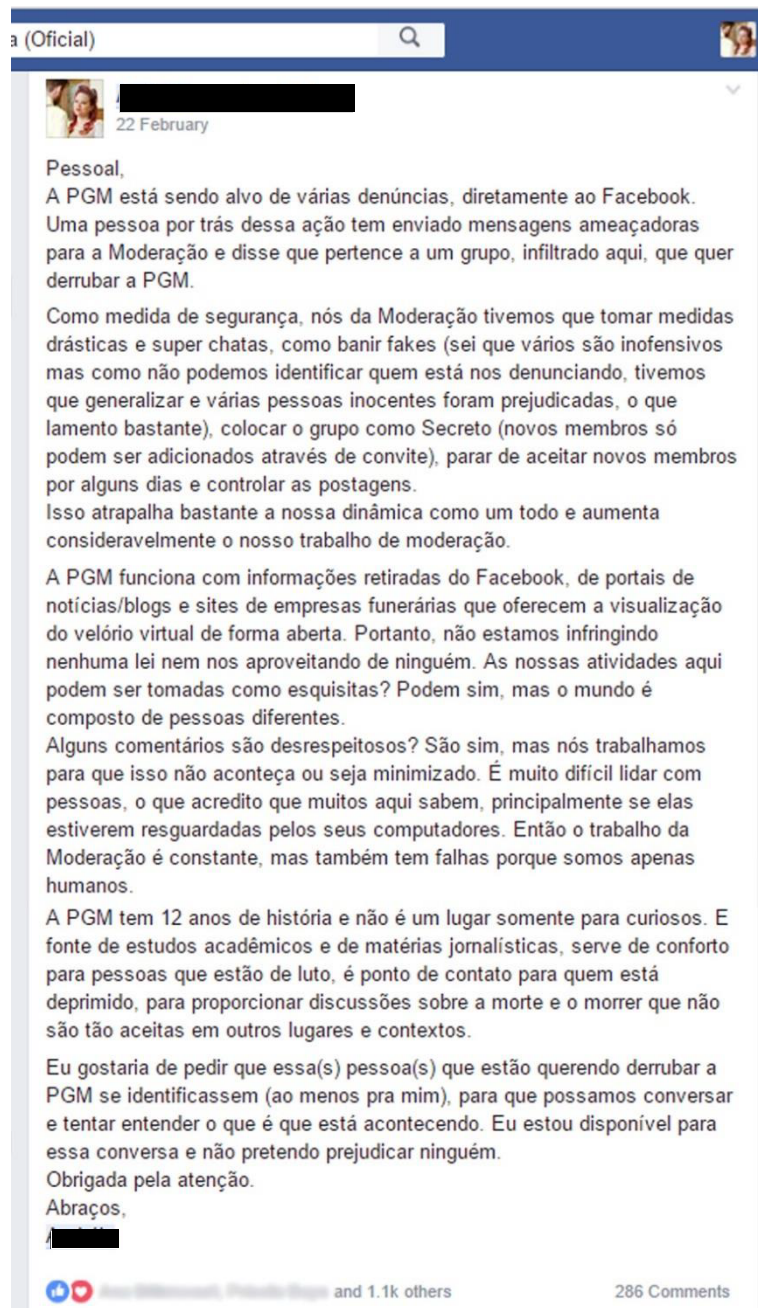 a (Oficial)
22 February
Pessoal,
A PGM está sendo alvo de várias denúncias, diretamente ao Facebook.
Uma pessoa por trás dessa ação tem enviado mensagens ameaçadoras
para a Moderação e disse que pertence a um grupo, infiltrado aqui, que quer
derrubar a PGM.
Como medida de segurança, nós da Moderação tivemos que tomar medidas
drásticas e super chatas, como banir fakes (sei que vários são inofensivos
mas como não podemos identificar quem está nos denunciando, tivemos
que generalizar e várias pessoas inocentes foram prejudicadas, o que
lamento bastante), colocar o grupo como Secreto (novos membros só
podem ser adicionados através de convite), parar de aceitar novos membros
por alguns dias e controlar as postagens.
Isso atrapalha bastante a nossa dinâmica como um todo e aumenta
consideravelmente o nosso trabalho de moderação.
A PGM funciona com informações retiradas do Facebook, de portais de
notícias/blogs e sites de empresas funerárias que oferecem a visualização
do velório virtual de forma aberta. Portanto, não estamos infringindo
nenhuma lei nem nos aproveitando de ninguém. As nossas atividades aqui
podem ser tomadas como esquisitas? Podem sim, mas o mundo é
composto de pessoas diferentes.
Alguns comentários são desrespeitosos? São sim, mas nós trabalhamos
para que isso não aconteça ou seja minimizado. É muito difícil lidar com
pessoas, o que acredito que muitos aqui sabem, principalmente se elas
estiverem resguardadas pelos seus computadores. Então o trabalho da
Moderação é constante, mas também tem falhas porque somos apenas
humanos.
A PGM tem 12 anos de história e não é um lugar somente para curiosos. E
fonte de estudos acadêmicos e de matérias jornalísticas, serve de conforto
para pessoas que estão de luto, é ponto de contato para quem está
deprimido, para proporcionar discussões sobre a morte e o morrer que não
são tão aceitas em outros lugares e contextos.
Eu gostaria de pedir que essa(s) pessoa(s) que estão querendo derrubar a
PGM se identificassem (ao menos pra mim), para que possamos conversar
e tentar entender o que é que está acontecendo. Eu estou disponível para
essa conversa e não pretendo prejudicar ninguém.
Obrigada pela atenção.
Abraços,
and 1.1k others
286 Comments